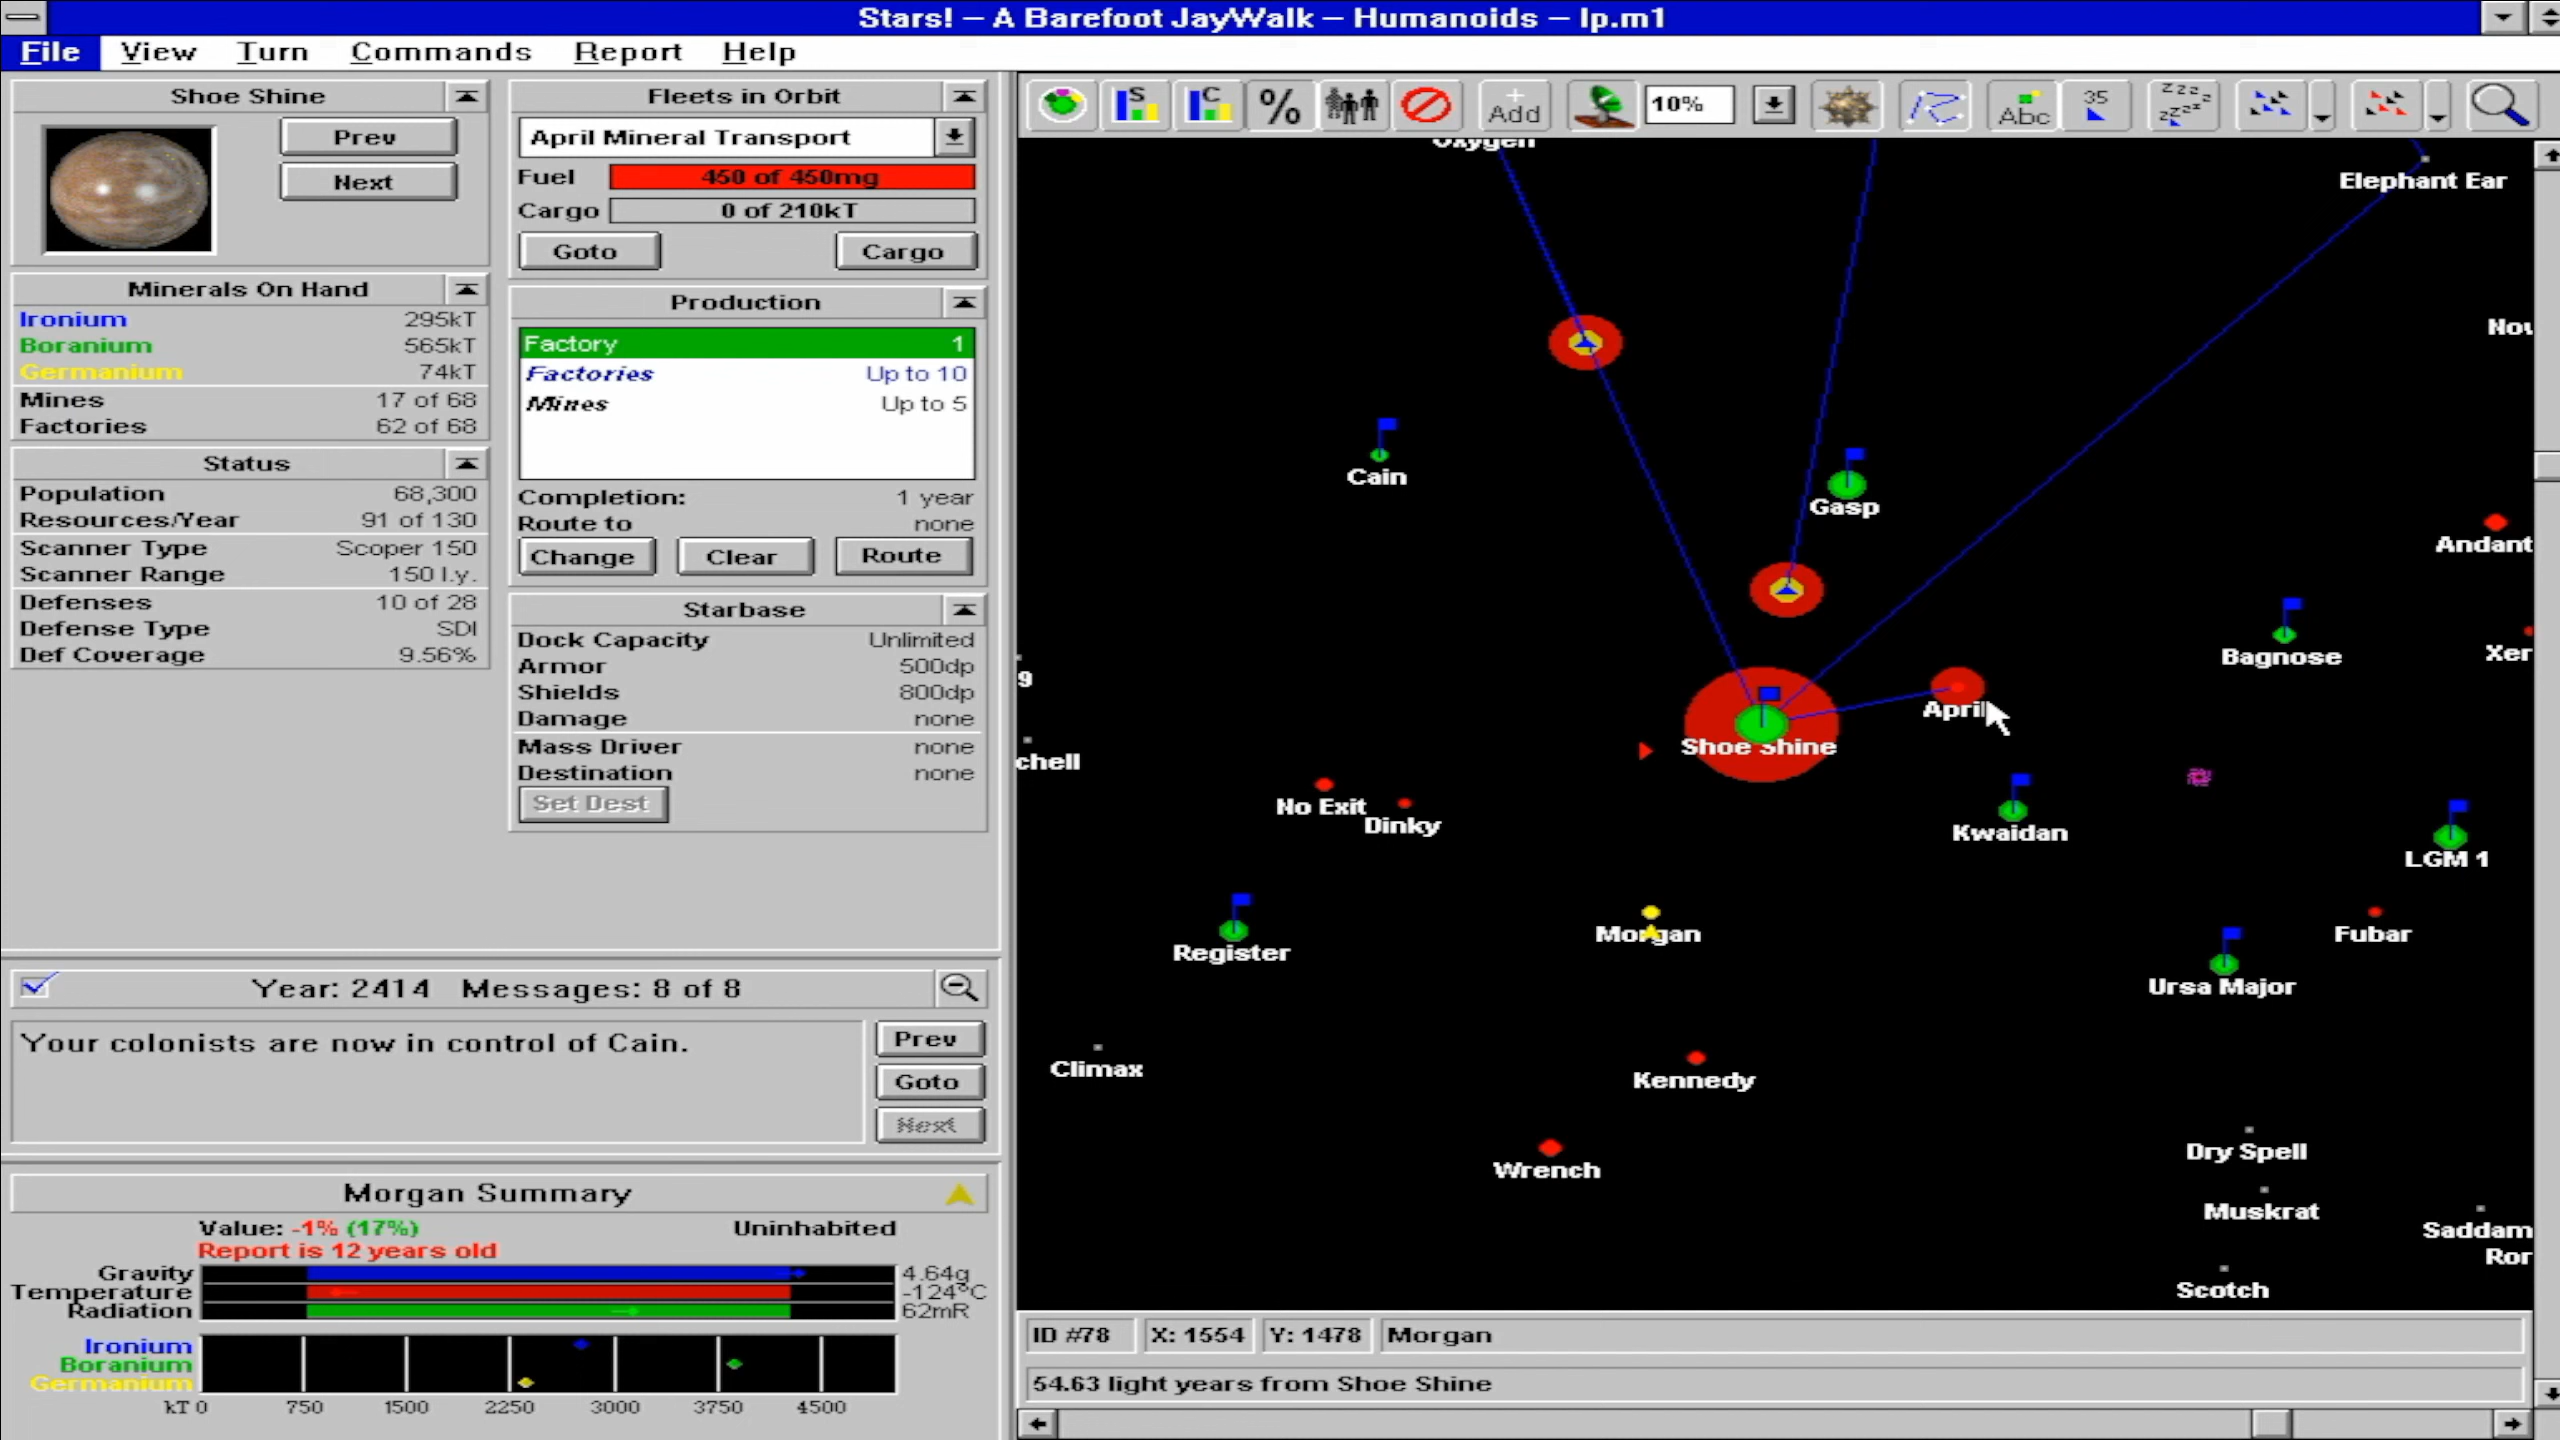 Stars! – A Barefoot JayWalk – Humanoids – lp.m1
File View Turn Commands Report Help
Shoe Shine
Prev
Next
Minerals On Hand
Ironium 295kT
Boranium 565kT
Germanium 74kT
Mines 17 of 68
Factories 62 of 68
Status
Population 68,300
Resources/Year 91 of 130
Scanner Type Scoper 150
Scanner Range 150 l.y.
Defenses 10 of 28
Defense Type SDI
Def Coverage 9.56%
Fleets in Orbit
April Mineral Transport
Fuel 450 of 450mg
Cargo 0 of 210kT
Goto Cargo
Production
Factory 1
Factories Up to 10
Mines Up to 5
Completion: 1 year
Route to none
Change Clear Route
Starbase
Dock Capacity Unlimited
Armor 500dp
Shields 800dp
Damage none
Mass Driver none
Destination none
Set Dest
Year: 2414 Messages: 8 of 8
Your colonists are now in control of Cain.
Prev
Goto
Next
Morgan Summary
Value: -1% (17%) Uninhabited
Report is 12 years old
Gravity 4.64g
Temperature -124°C
Radiation 62mR
Ironium
Boranium
Germanium
kT 0 750 1500 2250 3000 3750 4500
S C % Add 10% Abc 35 zzz
Oxygen
Elephant Ear
Nou
Cain
Gasp
Andant
Bagnose
Xer
9
April
Shoe Shine
chell
No Exit
Dinky
Kwaidan
LGM 1
Morgan
Register
Fubar
Ursa Major
Climax
Kennedy
Dry Spell
Wrench
Muskrat
Saddam
Ror
Scotch
ID #78 X: 1554 Y: 1478 Morgan
54.63 light years from Shoe Shine